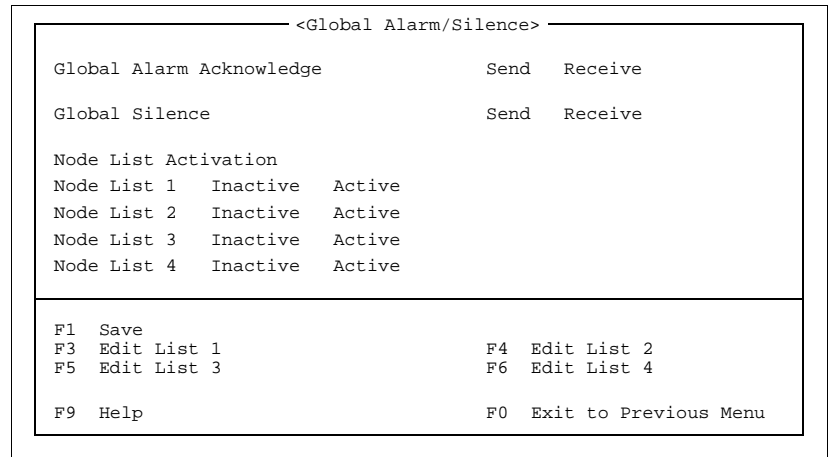 <Global Alarm/Silence>
Global Alarm Acknowledge Send Receive
Global Silence Send Receive
Node List Activation
Node List 1 Inactive Active
Node List 2 Inactive Active
Node List 3 Inactive Active
Node List 4 Inactive Active
F1 Save
F3 Edit List 1 F4 Edit List 2
F5 Edit List 3 F6 Edit List 4
F9 Help F0 Exit to Previous Menu